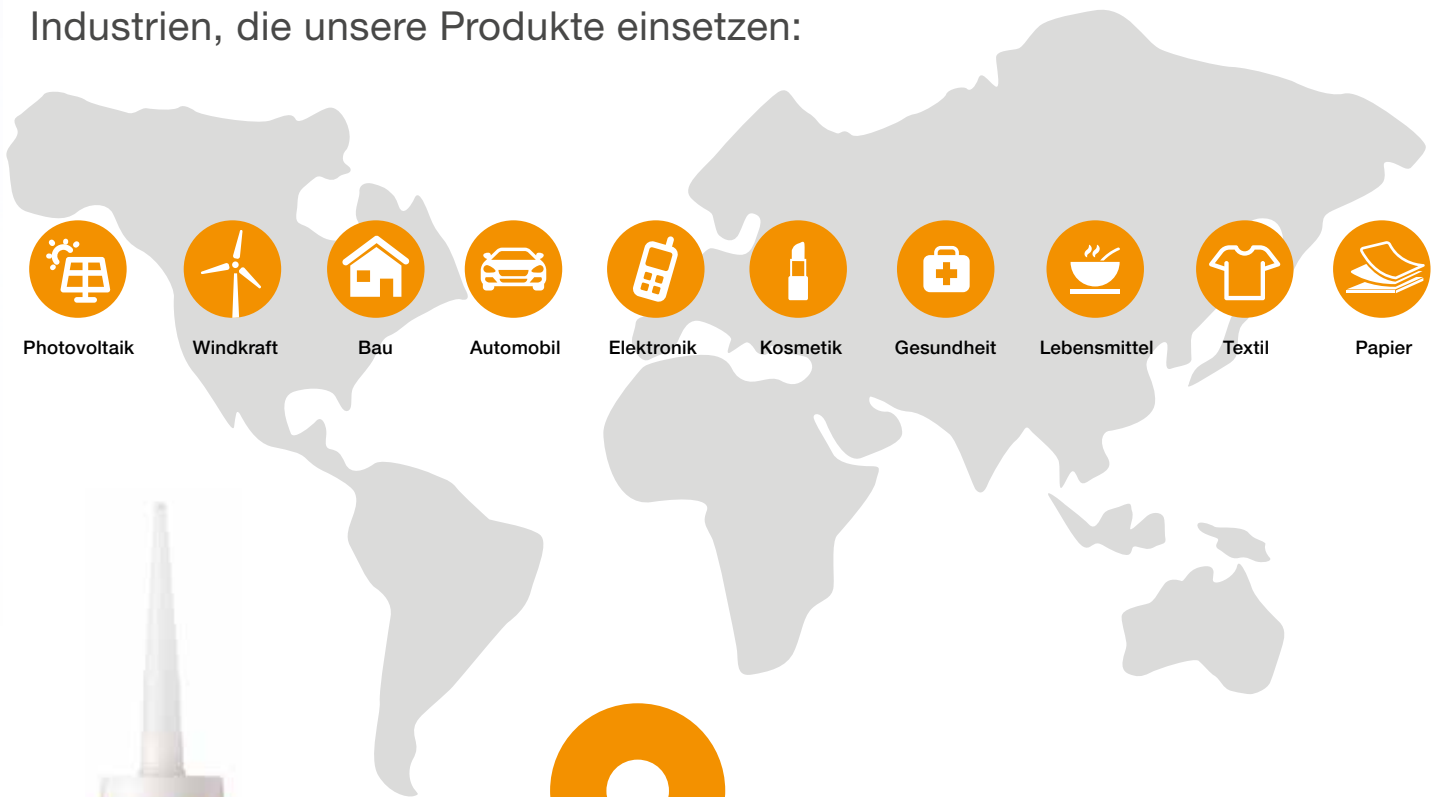 Industrien, die unsere Produkte einsetzen:
Photovoltaik Windkraft Bau Automobil Elektronik Kosmetik Gesundheit Lebensmittel Textil Papier